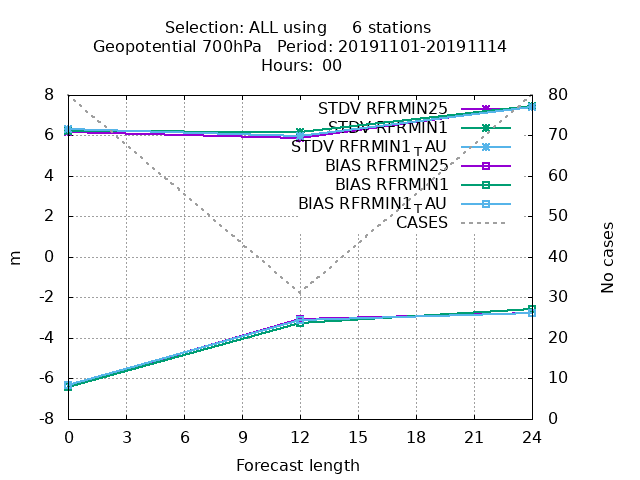 Selection: ALL using     6 stations
Geopotential 700hPa   Period: 20191101-20191114
Hours: 00
8
6
4
2
0
-2
-4
-6
-8
m
STDV RFRMIN25
STDV RFRMIN1
STDV RFRMIN1TAU
BIAS RFRMIN25
BIAS RFRMIN1
BIAS RFRMIN1TAU
CASES
80
70
60
50
40
30
20
10
0
No cases
0 3 6 9 12 15 18 21 24
Forecast length